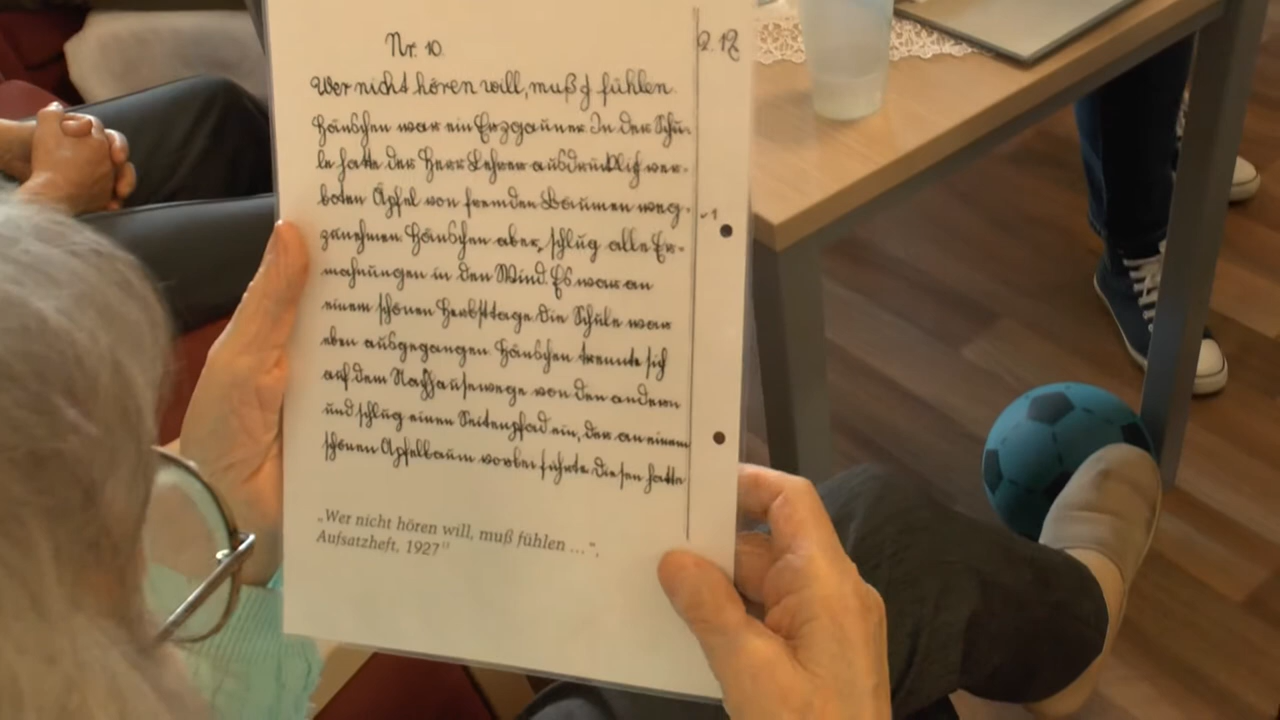 Nr. 10.
Wer nicht hören will, muß fühlen.
Hänschen war ein Erzgauner. In der Schu-
le hatte der Herr Lehrer ausdrücklich ver-
boten Äpfel von fremden Bäumen weg-
zunehmen. Hänschen aber, schlug alle Er-
mahnungen in den Wind. Es war an
einem schönen Herbsttage. Die Schule war
eben ausgegangen. Hänschen trennte sich
auf dem Nachhausewege von den andern
und schlug einen Seitenpfad ein, der an einem
schönen Apfelbaum vorbei führte. Diesen hatte
„Wer nicht hören will, muß fühlen ...",
Aufsatzheft, 1927"